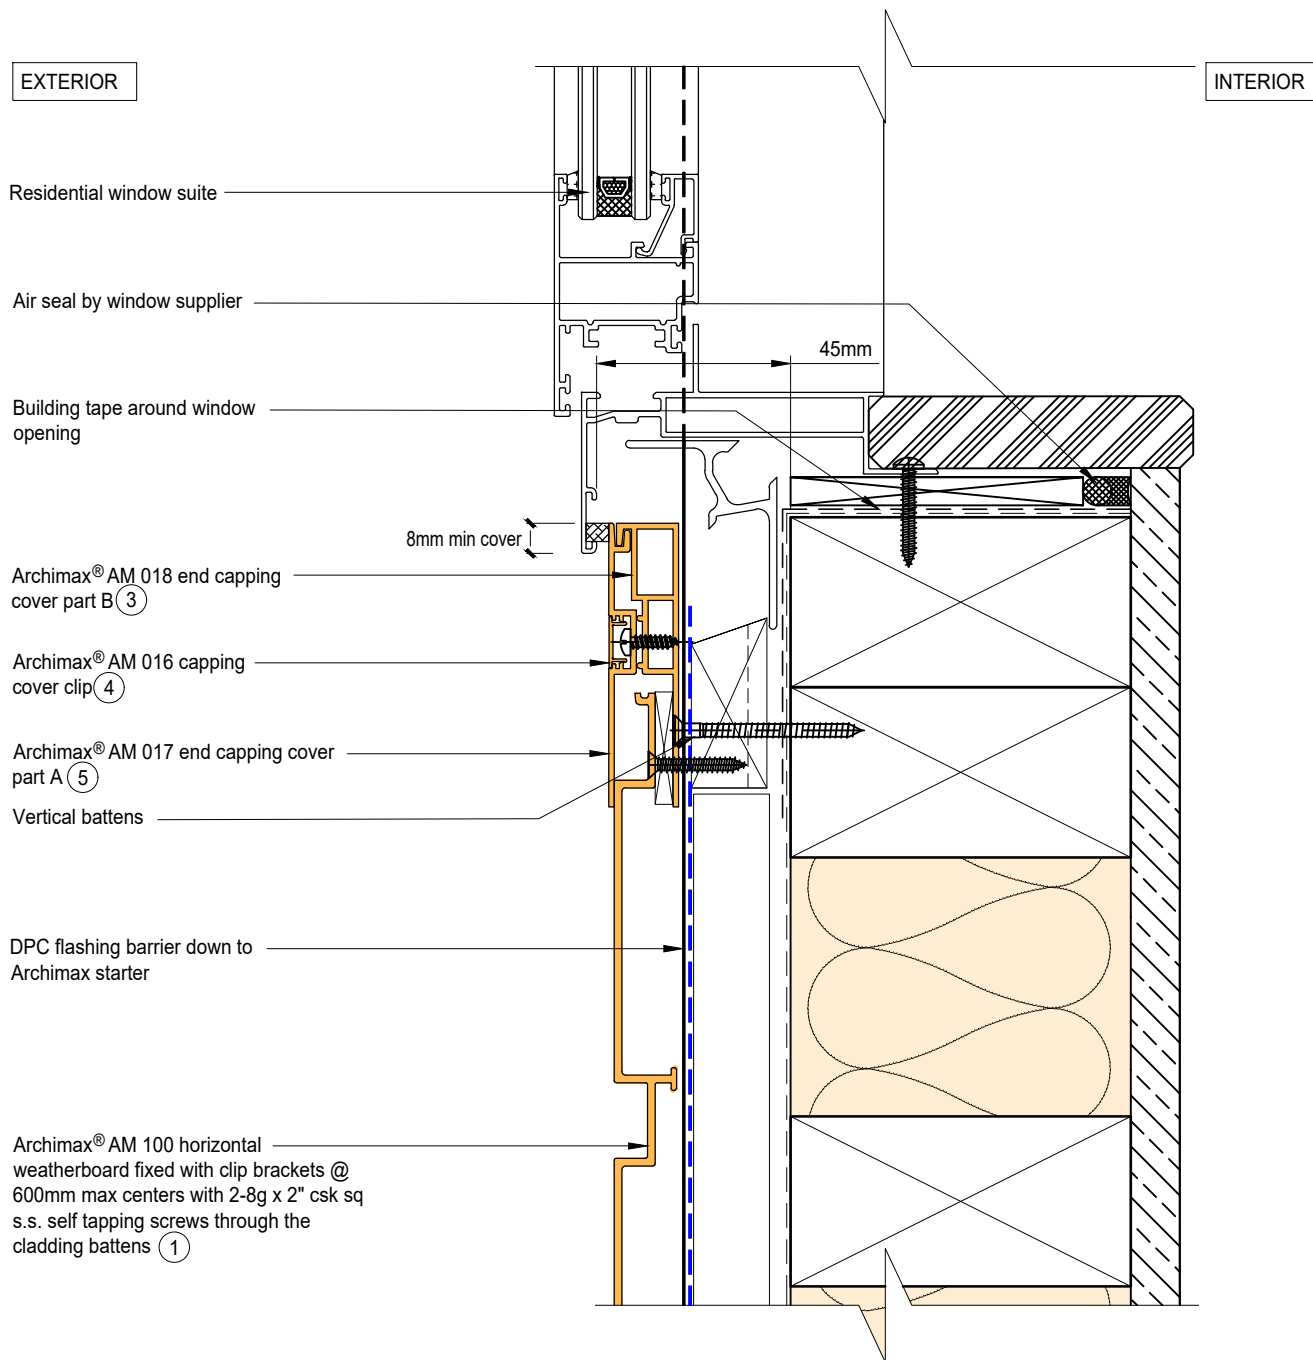 EXTERIOR
INTERIOR
Residential window suite
Air seal by window supplier
45mm
Building tape around window
opening
8mm min cover
Archimax® AM 018 end capping
cover part B 3
Archimax® AM 016 capping
cover clip 4
Archimax® AM 017 end capping cover
part A 5
Vertical battens
DPC flashing barrier down to
Archimax starter
Archimax® AM 100 horizontal
weatherboard fixed with clip brackets @
600mm max centers with 2-8g x 2" csk sq
s.s. self tapping screws through the
cladding battens 1